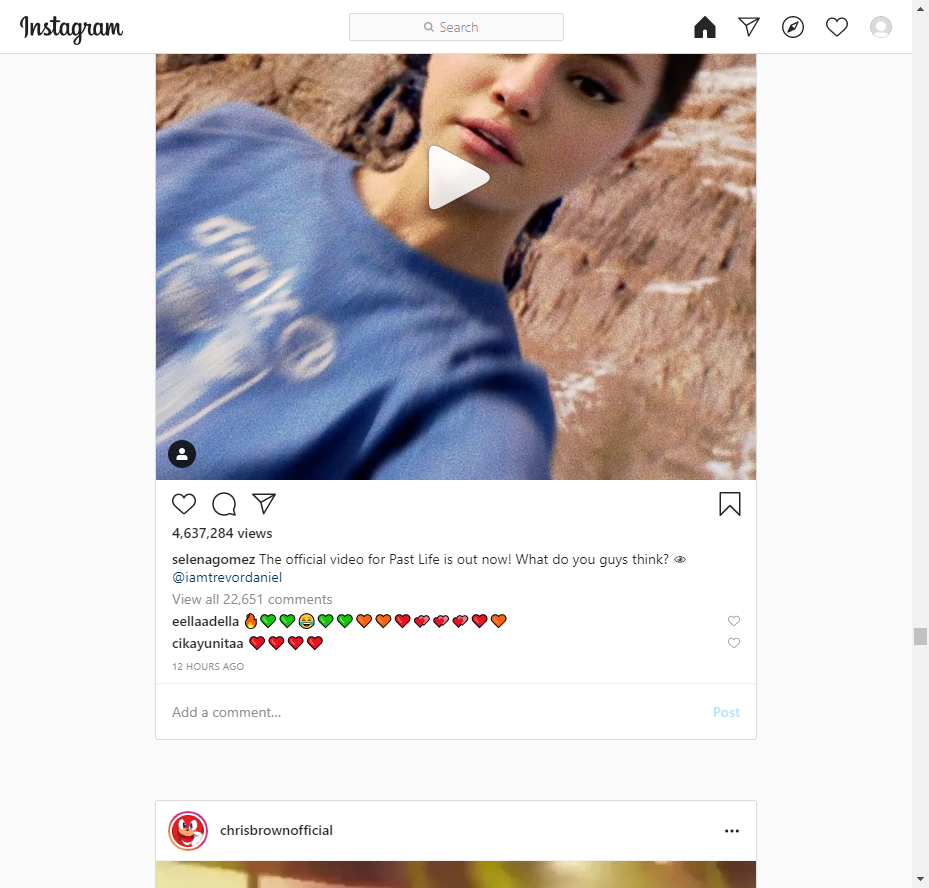 Instagram
Search
4,637,284 views
selenagomez The official video for Past Life is out now! What do you guys think? 👁
@iamtrevordaniel
View all 22,651 comments
eellaadella 🔥💚💚😂💚💚🧡🧡❤️💕💕💕❤️🧡
cikayunitaa ❤️❤️❤️❤️
12 HOURS AGO
Add a comment... Post
chrisbrownofficial